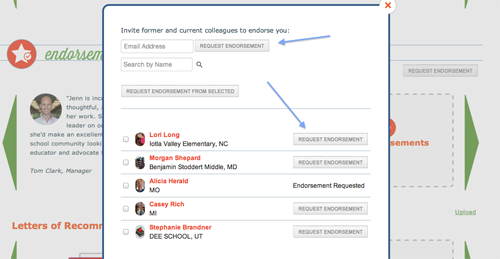 Invite former and current colleagues to endorse you:
Email Address REQUEST ENDORSEMENT
Search by Name
REQUEST ENDORSEMENT FROM SELECTED
Lori Long
Iotla Valley Elementary, NC REQUEST ENDORSEMENT
Morgan Shepard
Benjamin Stoddert Middle, MD REQUEST ENDORSEMENT
Alicia Herald
MO Endorsement Requested
Casey Rich
MI REQUEST ENDORSEMENT
Stephanie Brandner
DEE SCHOOL, UT REQUEST ENDORSEMENT
endorsem
REQUEST ENDORSEMENT
"Jenn is inc
thoughtful, a
her work. S
leader on o
she'd make an excellen
school community looki
educator and advocate
Tom Clark, Manager
sements
Upload
Letters of Recomm